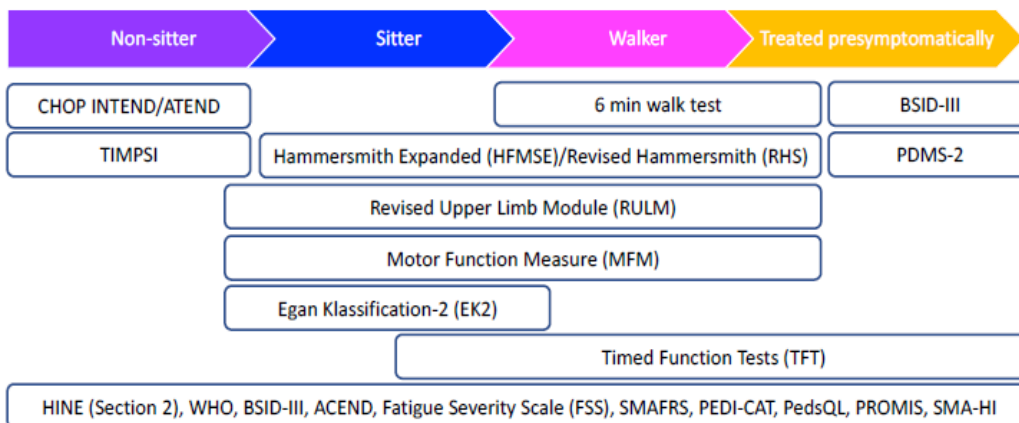 Non-sitter
Sitter
Walker
Treated presymptomatically
CHOP INTEND/ATEND
6 min walk test
BSID-III
TIMPSI
Hammersmith Expanded (HFMSE)/Revised Hammersmith (RHS)
PDMS-2
Revised Upper Limb Module (RULM)
Motor Function Measure (MFM)
Egan Klassification-2 (EK2)
Timed Function Tests (TFT)
HINE (Section 2), WHO, BSID-III, ACEND, Fatigue Severity Scale (FSS), SMAFRS, PEDI-CAT, PedsQL, PROMIS, SMA-HI